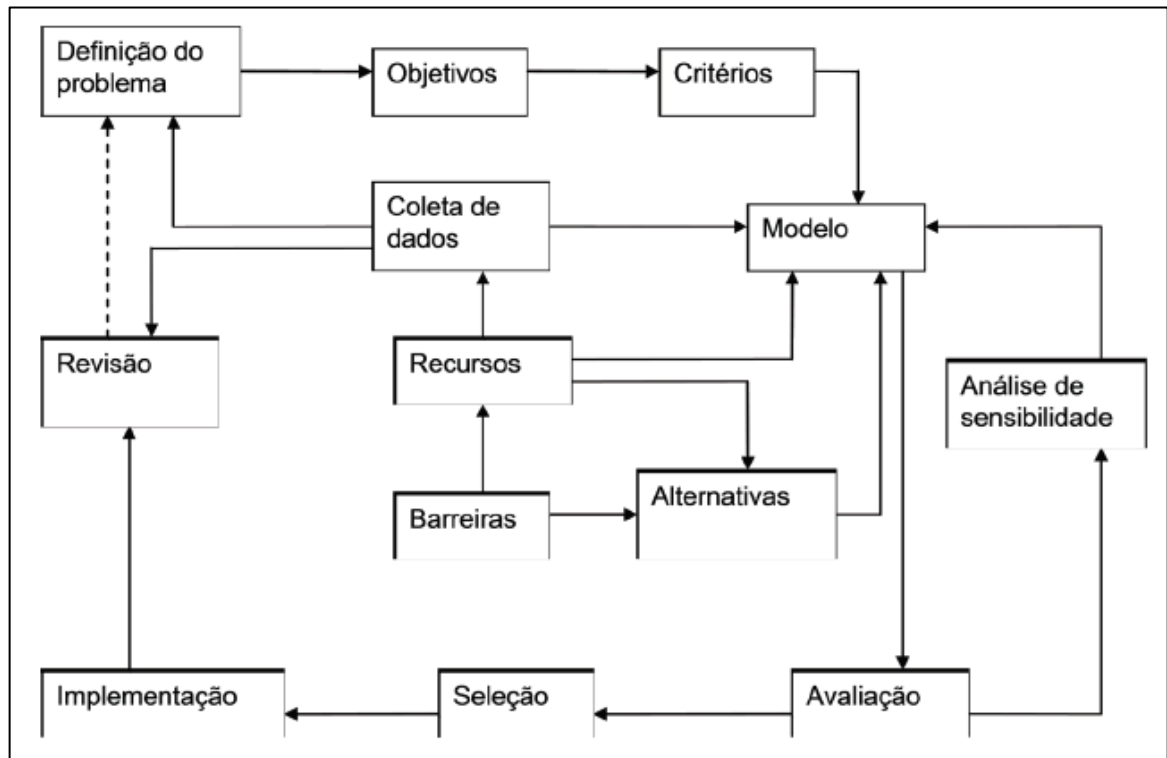 Definição do
problema
Objetivos
Critérios
Coleta de
dados
Modelo
Revisão
Recursos
Análise de
sensibilidade
Barreiras
Alternativas
Implementação
Seleção
Avaliação